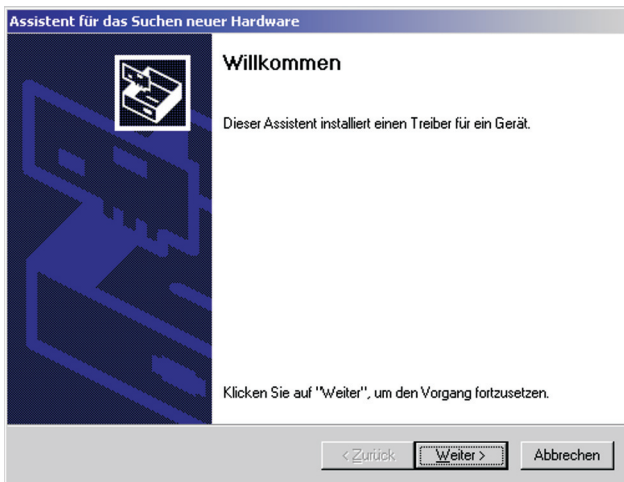 Assistent für das Suchen neuer Hardware
Willkommen
Dieser Assistent installiert einen Treiber für ein Gerät.
Klicken Sie auf "Weiter", um den Vorgang fortzusetzen.
< Zurück Weiter > Abbrechen